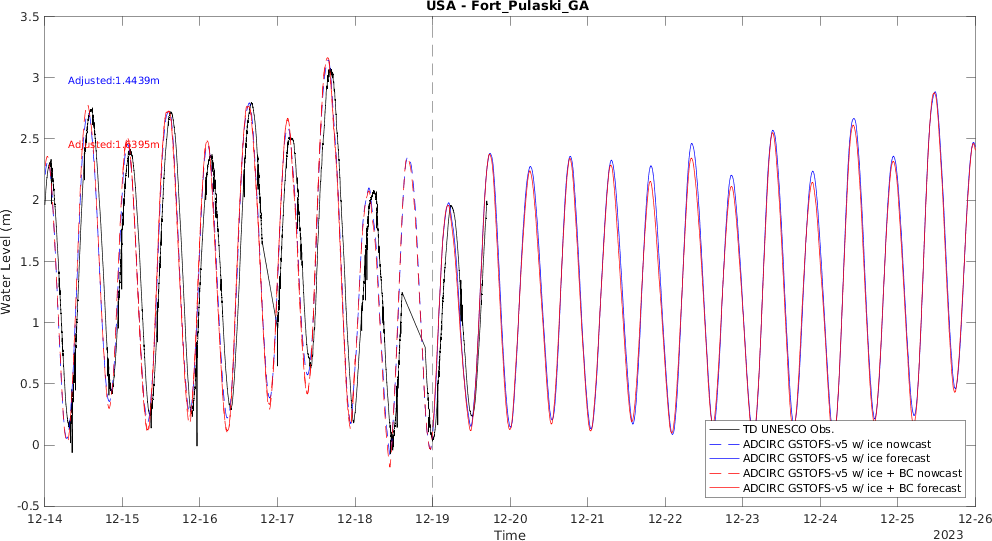 USA - Fort_Pulaski_GA
3.5
3
2.5
2
1.5
1
0.5
0
-0.5
Water Level (m)
Adjusted:1.4439m
TD UNESCO Obs.
ADCIRC GSTOFS-v5 w/ ice nowcast
ADCIRC GSTOFS-v5 w/ ice forecast
ADCIRC GSTOFS-v5 w/ ice + BC nowcast
ADCIRC GSTOFS-v5 w/ ice + BC forecast
12-14 12-15 12-16 12-17 12-18 12-19 12-20 12-21 12-22 12-23 12-24 12-25 12-26
Time
2023